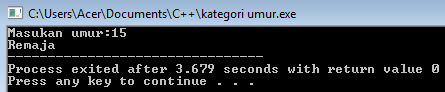 C:\Users\Acer\Documents\C++\kategori umur.exe
Masukan umur:15
Remaja
--------------------------------
Process exited after 3.679 seconds with return value 0
Press any key to continue . . .